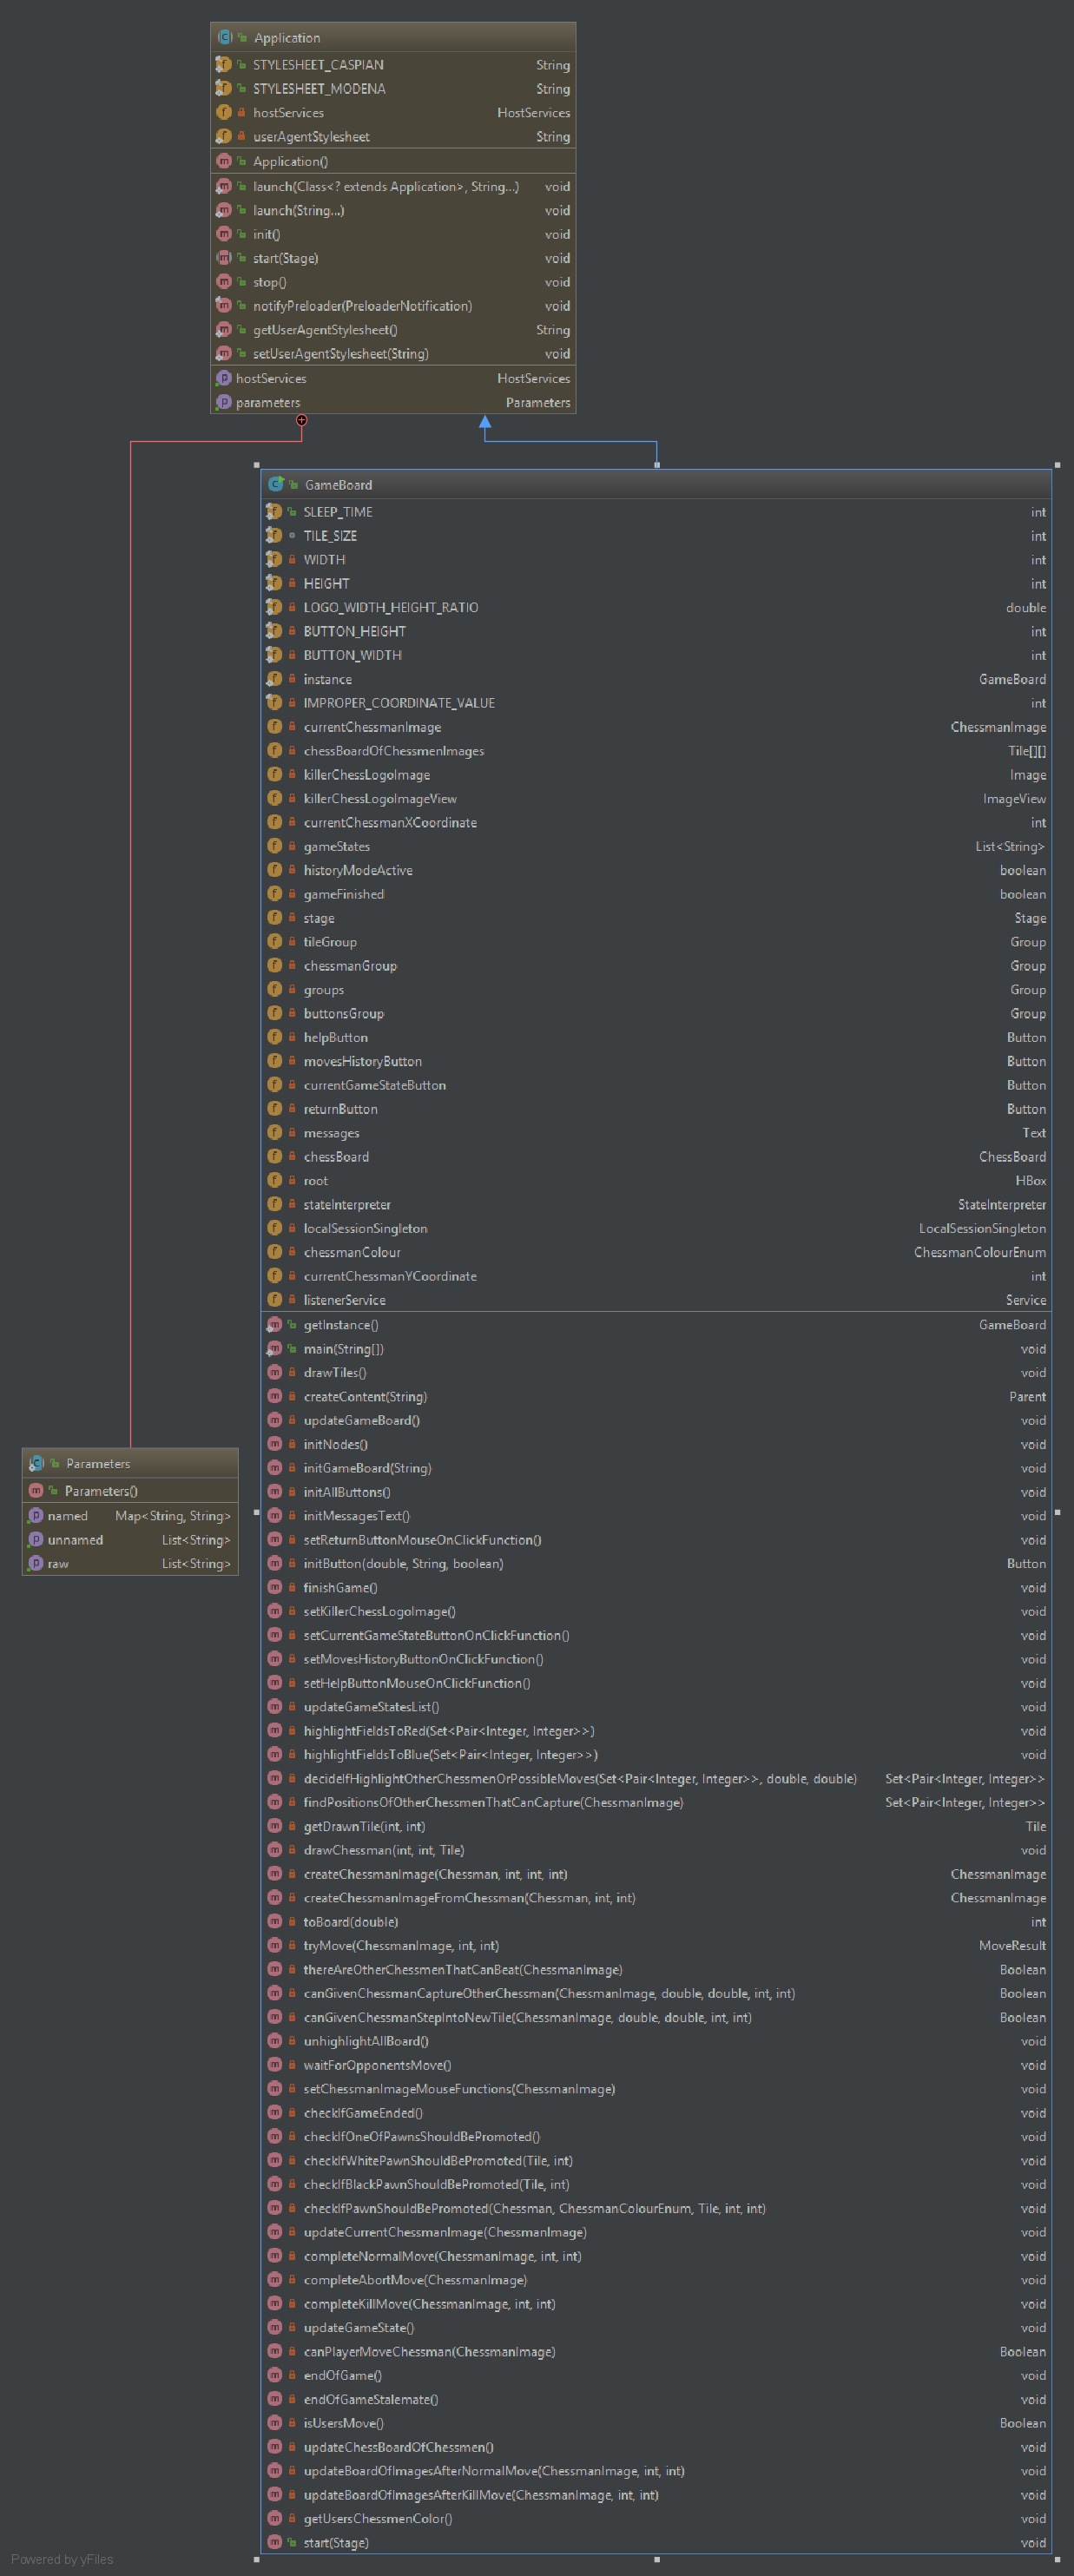 Application
STYLESHEET_CASPIAN String
STYLESHEET_MODENA String
hostServices HostServices
userAgentStylesheet String
Application()
launch(Class<? extends Application>, String...) void
launch(String...) void
init() void
start(Stage) void
stop() void
notifyPreloader(PreloaderNotification) void
getUserAgentStylesheet() String
setUserAgentStylesheet(String) void
hostServices HostServices
parameters Parameters
GameBoard
SLEEP_TIME int
TILE_SIZE int
WIDTH int
HEIGHT int
LOGO_WIDTH_HEIGHT_RATIO double
BUTTON_HEIGHT int
BUTTON_WIDTH int
instance GameBoard
IMPROPER_COORDINATE_VALUE int
currentChessmanImage ChessmanImage
chessBoardOfChessmenImages Tile[][]
killerChessLogoImage Image
killerChessLogoImageView ImageView
currentChessmanXCoordinate int
gameStates List<String>
historyModeActive boolean
gameFinished boolean
stage Stage
tileGroup Group
chessmanGroup Group
groups Group
buttonsGroup Group
helpButton Button
movesHistoryButton Button
currentGameStateButton Button
returnButton Button
messages Text
chessBoard ChessBoard
root HBox
stateInterpreter StateInterpreter
localSessionSingleton LocalSessionSingleton
chessmanColour ChessmanColourEnum
currentChessmanYCoordinate int
listenerService Service
getInstance() GameBoard
main(String[]) void
drawTiles() void
createContent(String) Parent
updateGameBoard() void
initNodes() void
initGameBoard(String) void
initAllButtons() void
initMessagesText() void
setReturnButtonMouseOnClickFunction() void
initButton(double, String, boolean) Button
finishGame() void
setKillerChessLogoImage() void
setCurrentGameStateButtonOnClickFunction() void
setMovesHistoryButtonOnClickFunction() void
setHelpButtonMouseOnClickFunction() void
updateGameStatesList() void
highlightFieldsToRed(Set<Pair<Integer, Integer>>) void
highlightFieldsToBlue(Set<Pair<Integer, Integer>>) void
decideIfHighlightOtherChessmenOrPossibleMoves(Set<Pair<Integer, Integer>>, double, double) Set<Pair<Integer, Integer>>
findPositionsOfOtherChessmenThatCanCapture(ChessmanImage) Set<Pair<Integer, Integer>>
getDrawnTile(int, int) Tile
drawChessman(int, int, Tile) void
createChessmanImage(Chessman, int, int, int) ChessmanImage
createChessmanImageFromChessman(Chessman, int, int) ChessmanImage
toBoard(double) int
tryMove(ChessmanImage, int, int) MoveResult
thereAreOtherChessmenThatCanBeat(ChessmanImage) Boolean
canGivenChessmanCaptureOtherChessman(ChessmanImage, double, double, int, int) Boolean
canGivenChessmanStepIntoNewTile(ChessmanImage, double, double, int, int) Boolean
unhighlightAllBoard() void
waitForOpponentsMove() void
setChessmanImageMouseFunctions(ChessmanImage) void
checkIfGameEnded() void
checkIfOneOfPawnsShouldBePromoted() void
checkIfWhitePawnShouldBePromoted(Tile, int) void
checkIfBlackPawnShouldBePromoted(Tile, int) void
checkIfPawnShouldBePromoted(Chessman, ChessmanColourEnum, Tile, int, int) void
updateCurrentChessmanImage(ChessmanImage) void
completeNormalMove(ChessmanImage, int, int) void
completeAbortMove(ChessmanImage) void
completeKillMove(ChessmanImage, int, int) void
updateGameState() void
canPlayerMoveChessman(ChessmanImage) Boolean
endOfGame() void
endOfGameStalemate() void
isUsersMove() Boolean
updateChessBoardOfChessmen() void
updateBoardOfImagesAfterNormalMove(ChessmanImage, int, int) void
updateBoardOfImagesAfterKillMove(ChessmanImage, int, int) void
getUsersChessmenColor() void
start(Stage) void
Parameters
Parameters()
named Map<String, String>
unnamed List<String>
raw List<String>
Powered by yFiles